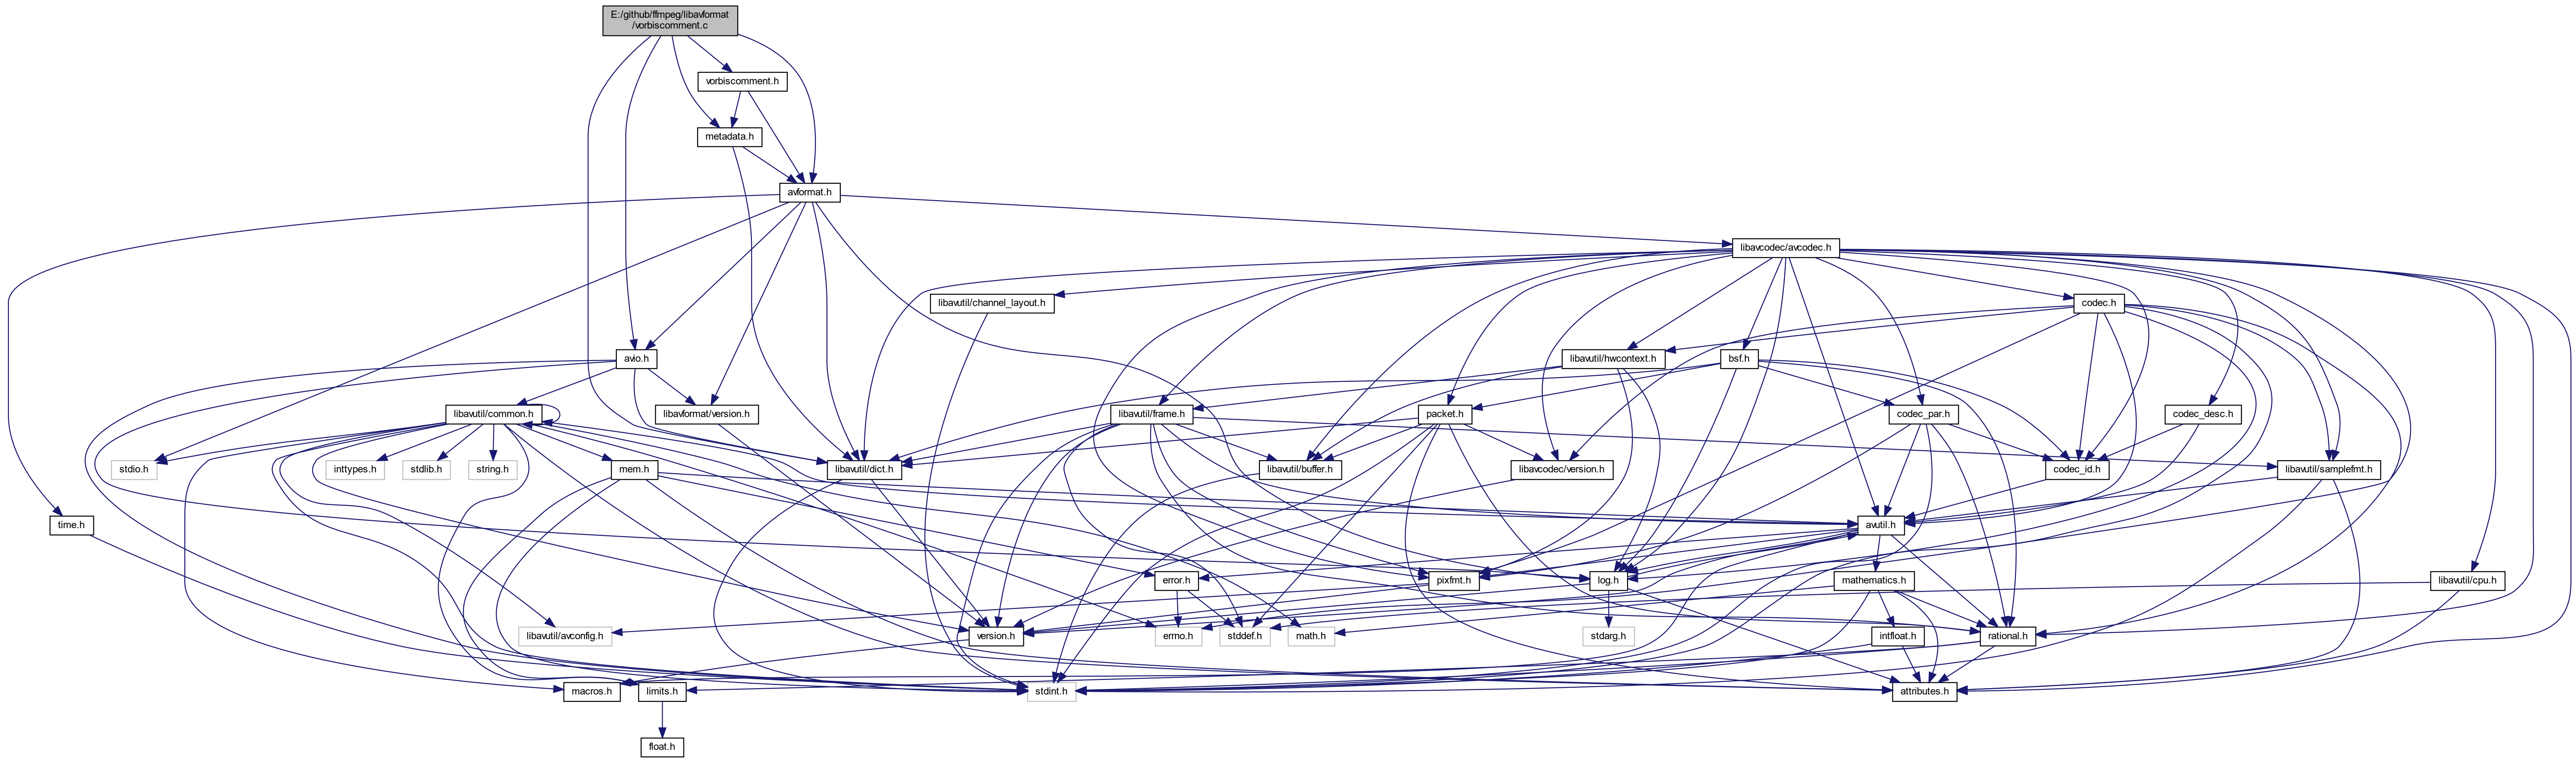 E:/github/ffmpeg/libavformat
/vorbiscomment.c
vorbiscomment.h
metadata.h
avformat.h
libavcodec/avcodec.h
libavutil/channel_layout.h
codec.h
avio.h
libavutil/hwcontext.h
bsf.h
libavutil/common.h
libavformat/version.h
libavutil/frame.h
packet.h
codec_par.h
codec_desc.h
stdio.h
inttypes.h
stdlib.h
string.h
mem.h
libavutil/dict.h
libavutil/buffer.h
libavcodec/version.h
codec_id.h
libavutil/samplefmt.h
time.h
avutil.h
error.h
pixfmt.h
log.h
mathematics.h
libavutil/cpu.h
libavutil/avconfig.h
version.h
errno.h
stddef.h
math.h
stdarg.h
intfloat.h
rational.h
macros.h
limits.h
stdint.h
attributes.h
float.h